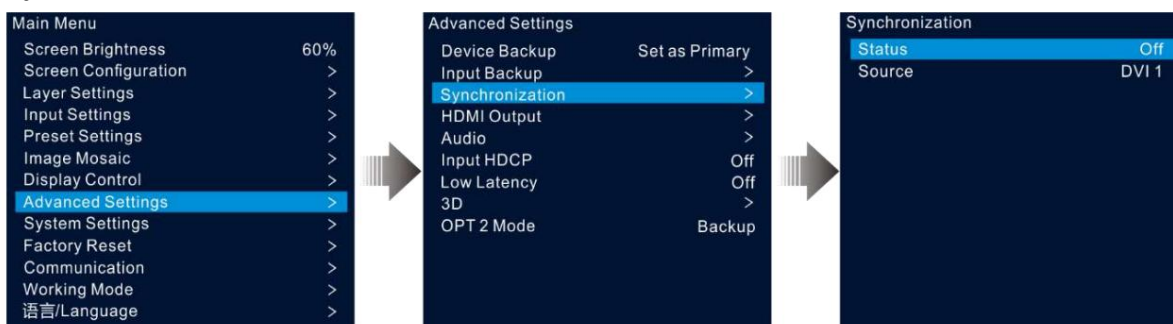 Main Menu
Screen Brightness 60%
Screen Configuration >
Layer Settings >
Input Settings >
Preset Settings >
Image Mosaic >
Display Control >
Advanced Settings >
System Settings >
Factory Reset >
Communication >
Working Mode >
语言/Language >
Advanced Settings
Device Backup Set as Primary
Input Backup >
Synchronization >
HDMI Output >
Audio >
Input HDCP Off
Low Latency Off
3D >
OPT 2 Mode Backup
Synchronization
Status Off
Source DVI 1